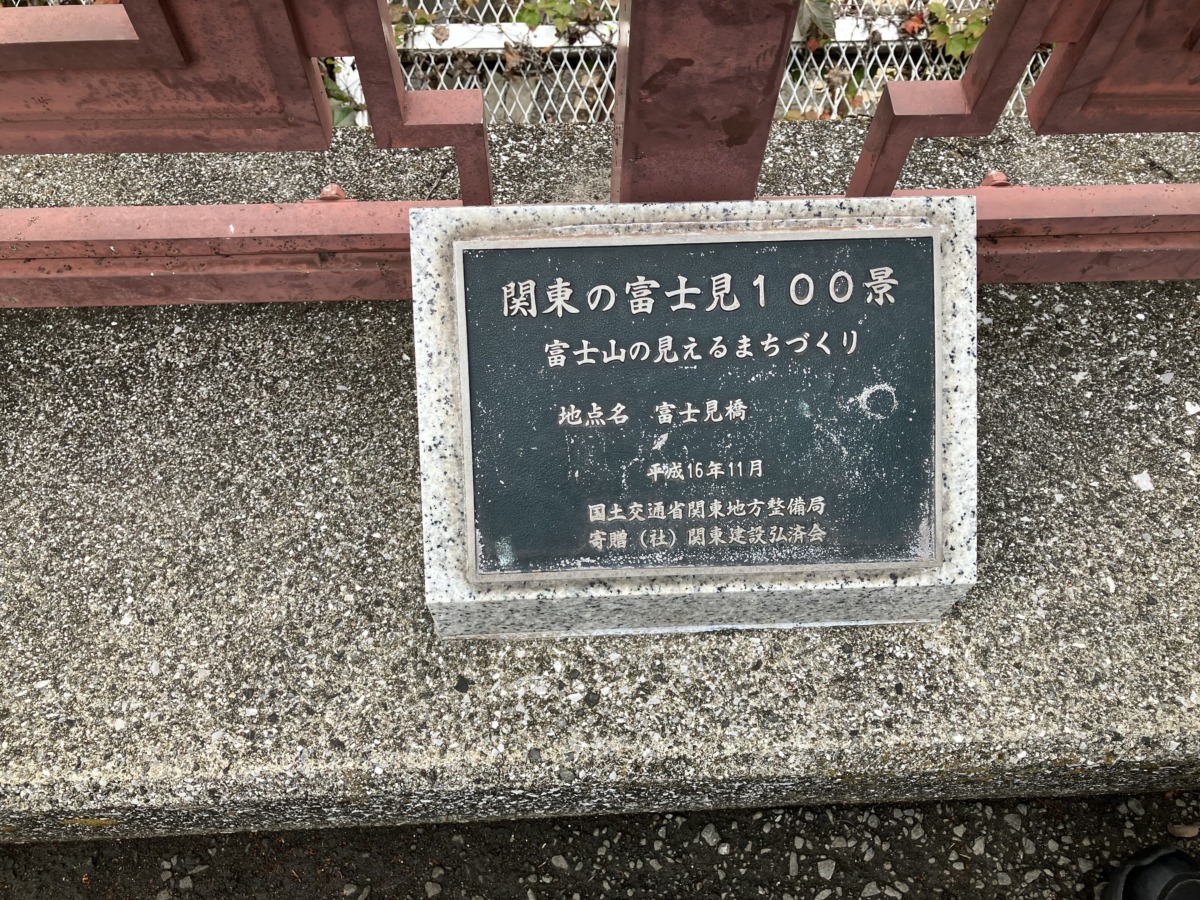 関東の富士見１００景
富士山の見えるまちづくり
地点名　富士見橋
平成16年11月
国土交通省関東地方整備局
寄贈（社）関東建設弘済会